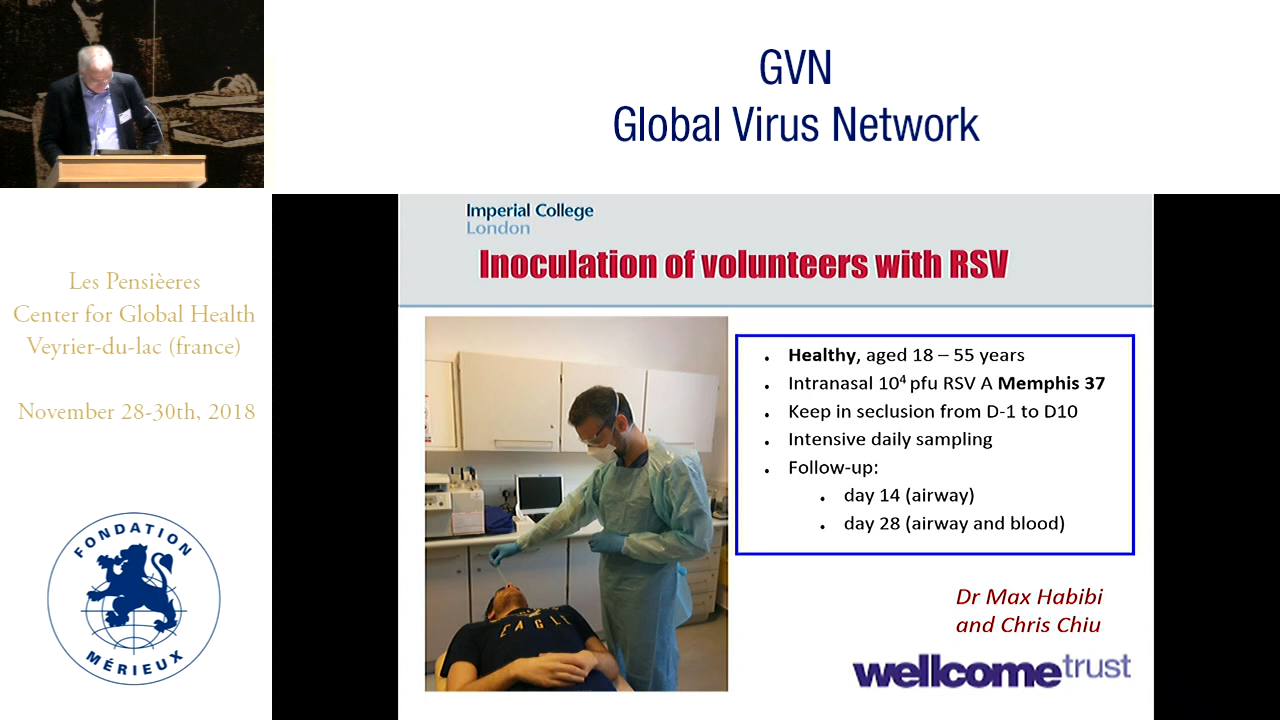 GVN
Global Virus Network
Les Pensièeres
Center for Global Health
Veyrier-du-lac (france)
November 28-30th, 2018
FONDATION
MÉRIEUX
Imperial College
London
Inoculation of volunteers with RSV
• Healthy, aged 18 – 55 years
• Intranasal 10⁴ pfu RSV A Memphis 37
• Keep in seclusion from D-1 to D10
• Intensive daily sampling
• Follow-up:
• day 14 (airway)
• day 28 (airway and blood)
EAGLE
Dr Max Habibi
and Chris Chiu
wellcometrust